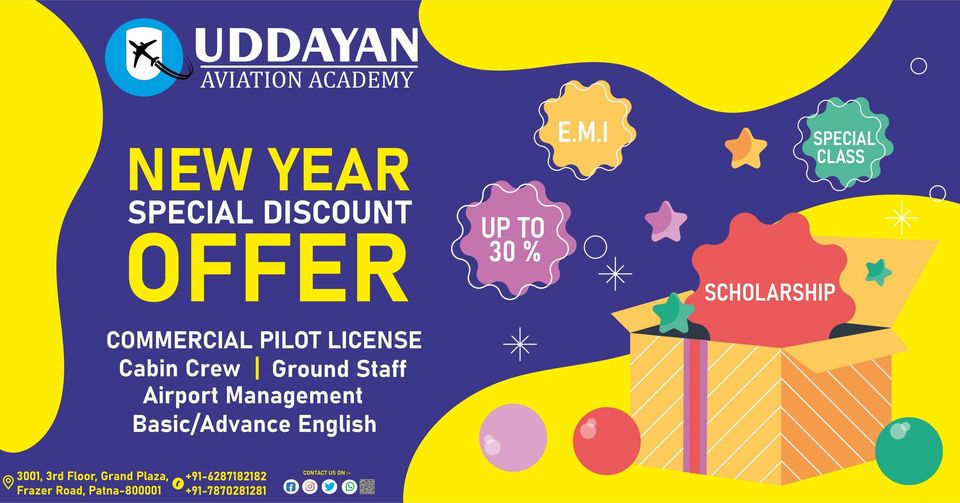 UDDAYAN
AVIATION ACADEMY
NEW YEAR
SPECIAL DISCOUNT
OFFER
COMMERCIAL PILOT LICENSE
Cabin Crew | Ground Staff
Airport Management
Basic/Advance English
E.M.I
SPECIAL
CLASS
UP TO
30 %
SCHOLARSHIP
3001, 3rd Floor, Grand Plaza,
Frazer Road, Patna-800001
+91-6287182182
+91-7870281281
CONTACT US ON :-